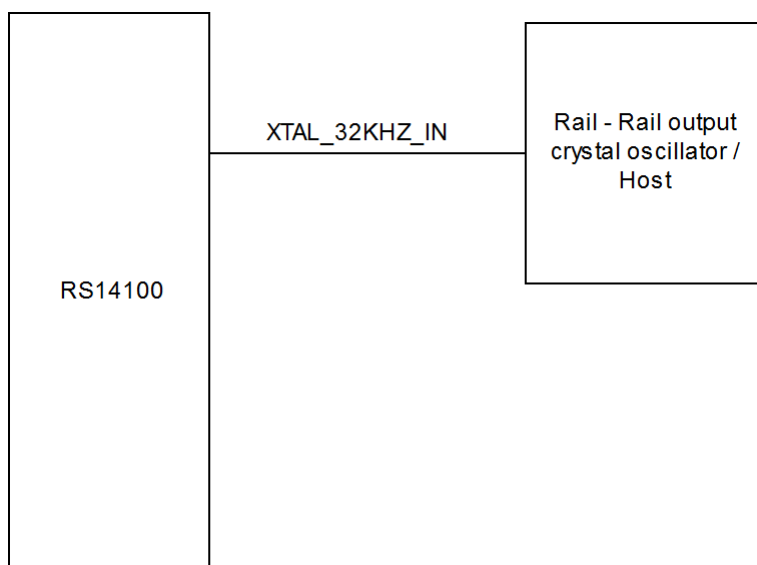 XTAL_32KHZ_IN
Rail - Rail output
crystal oscillator /
Host
RS14100